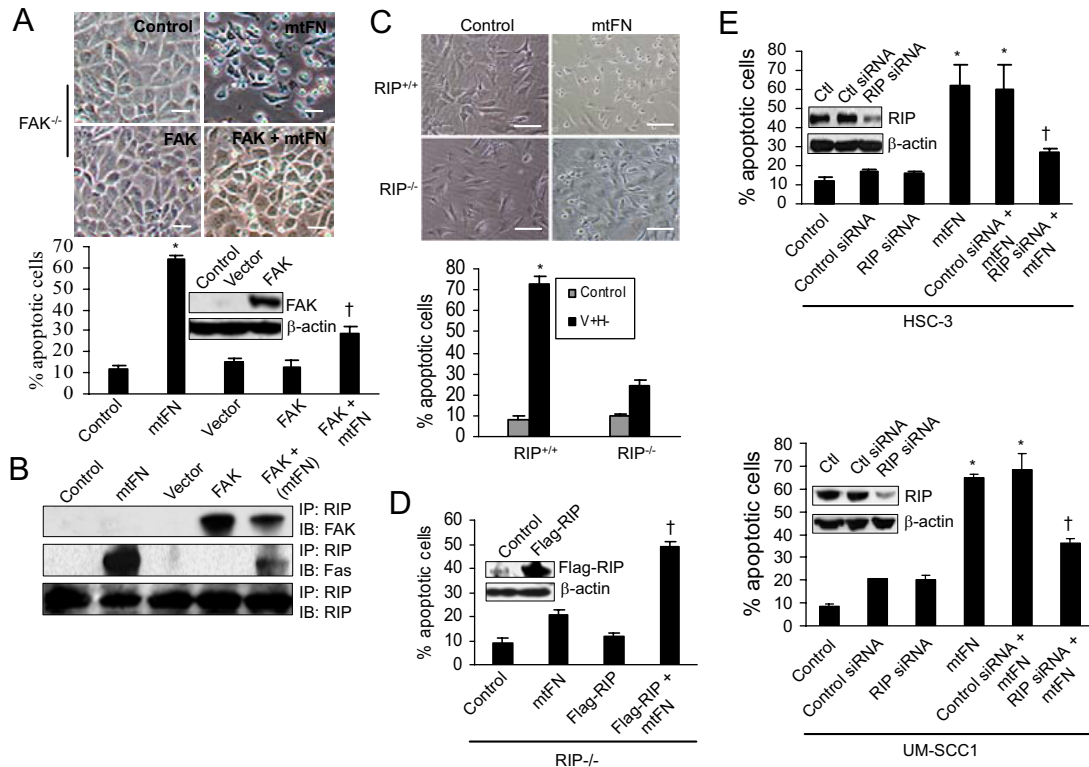 A
Control
mtFN
FAK-/-
FAK
FAK + mtFN
% apoptotic cells
70
60
50
40
30
20
10
0
*
†
Control
Vector
FAK
FAK
β-actin
Control
mtFN
Vector
FAK
FAK + mtFN
B
Control
mtFN
Vector
FAK
FAK + (mtFN)
IP: RIP
IB: FAK
IP: RIP
IB: Fas
IP: RIP
IB: RIP
C
Control
mtFN
RIP+/+
RIP-/-
% apoptotic cells
80
70
60
50
40
30
20
10
0
*
Control
V+H-
RIP+/+
RIP-/-
D
% apoptotic cells
60
50
40
30
20
10
0
†
Control
Flag-RIP
Flag-RIP
β-actin
Control
mtFN
Flag-RIP
Flag-RIP + mtFN
RIP-/-
E
% apoptotic cells
80
70
60
50
40
30
20
10
0
*
*
†
Ctl
Ctl siRNA
RIP siRNA
RIP
β-actin
Control
Control siRNA
RIP siRNA
mtFN
Control siRNA + mtFN
RIP siRNA + mtFN
HSC-3
% apoptotic cells
80
70
60
50
40
30
20
10
0
*
*
†
Ctl
Ctl siRNA
RIP siRNA
RIP
β-actin
Control
Control siRNA
RIP siRNA
mtFN
Control siRNA + mtFN
RIP siRNA + mtFN
UM-SCC1